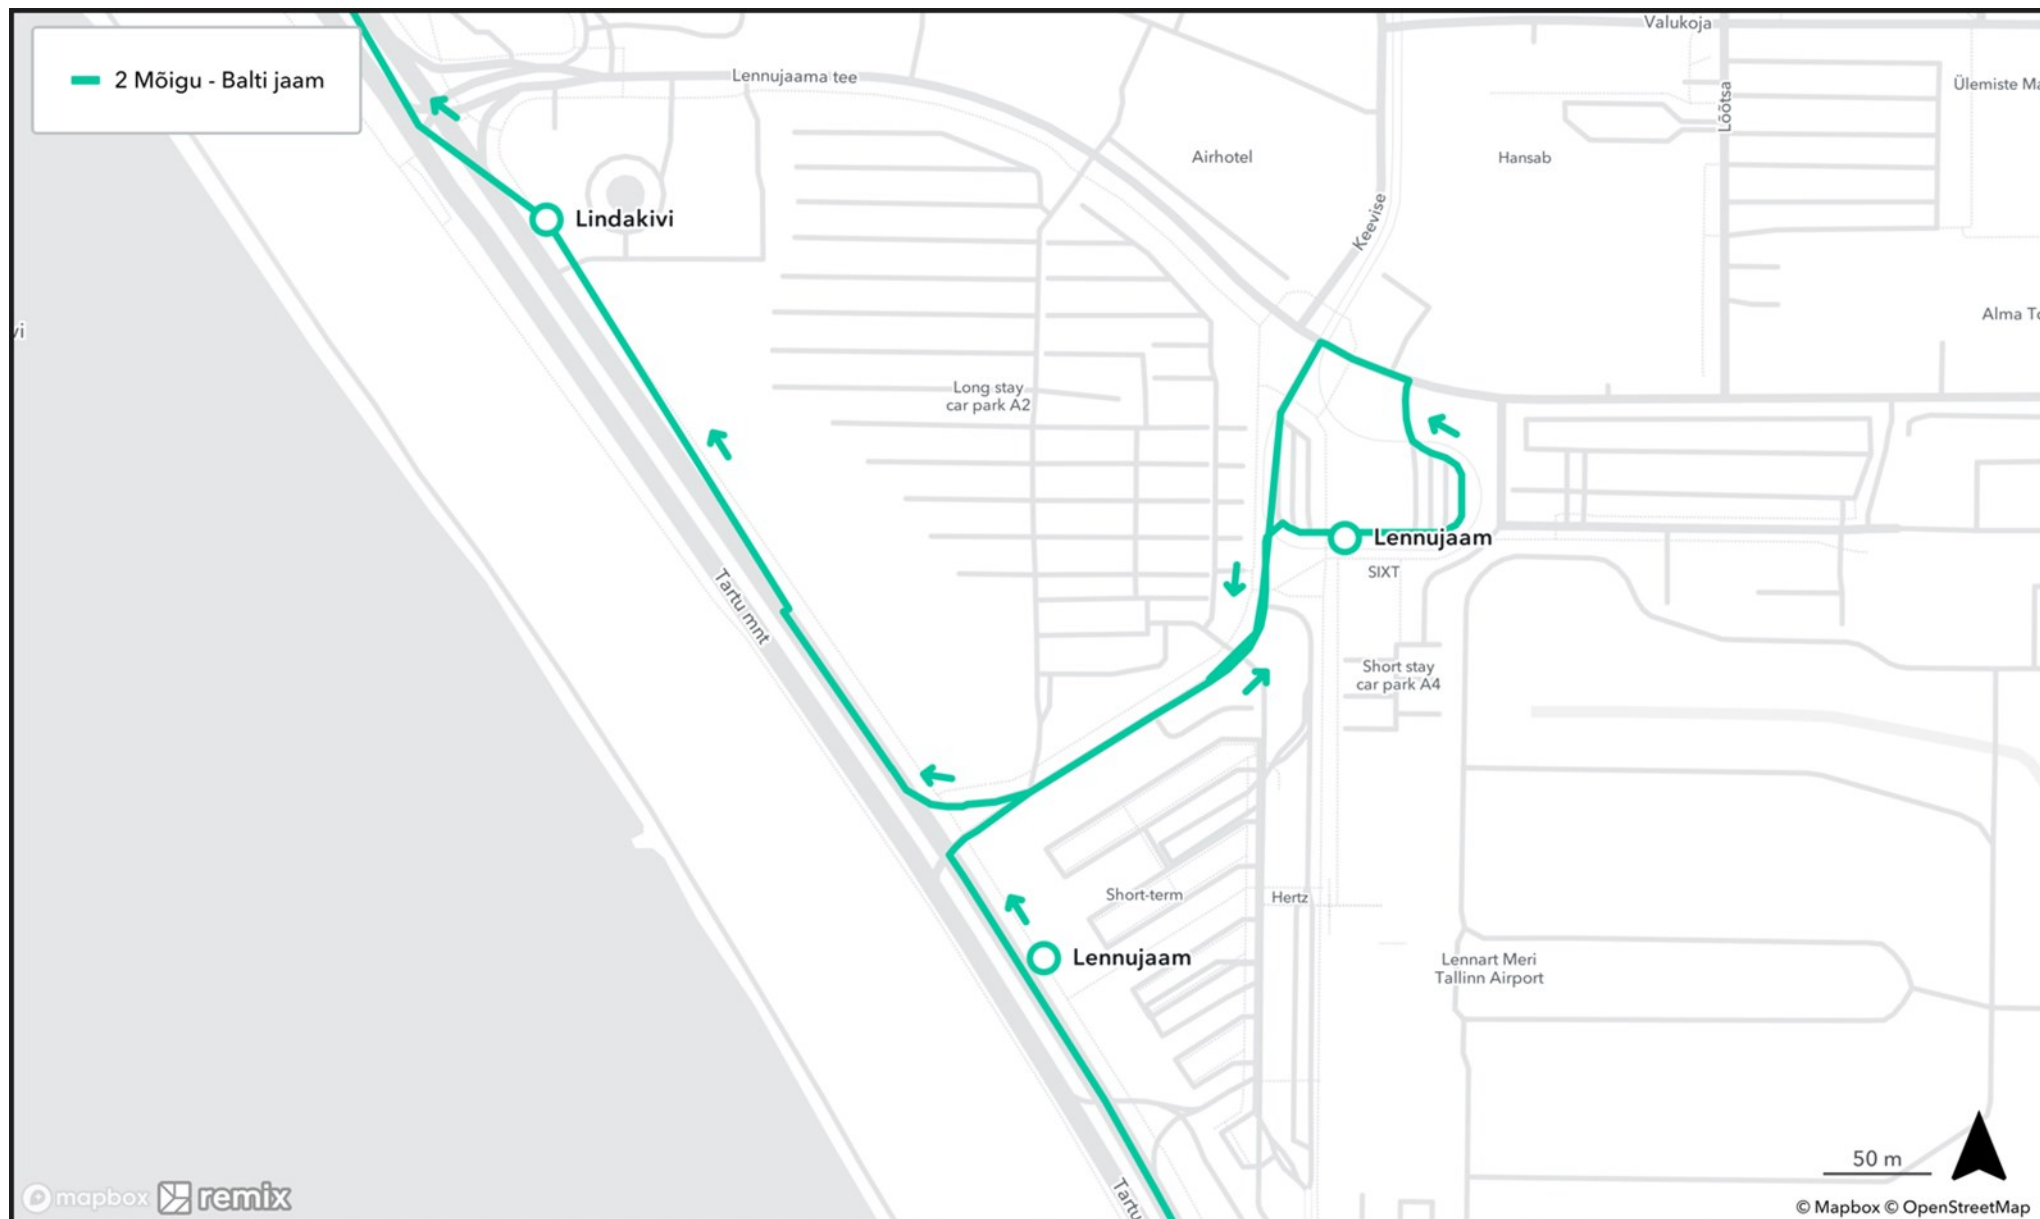 Valukoja
2 Mõigu - Balti jaam
Lennujaama tee
Lõõtsa
Ülemiste Ma
Airhotel
Hansab
Keevise
Lindakivi
Alma To
vi
Long stay
car park A2
Lennujaam
SIXT
Tartu mnt
Short stay
car park A4
Short-term
Hertz
Lennujaam
Lennart Meri
Tallinn Airport
50 m
Tartu
mapbox remix
© Mapbox © OpenStreetMap